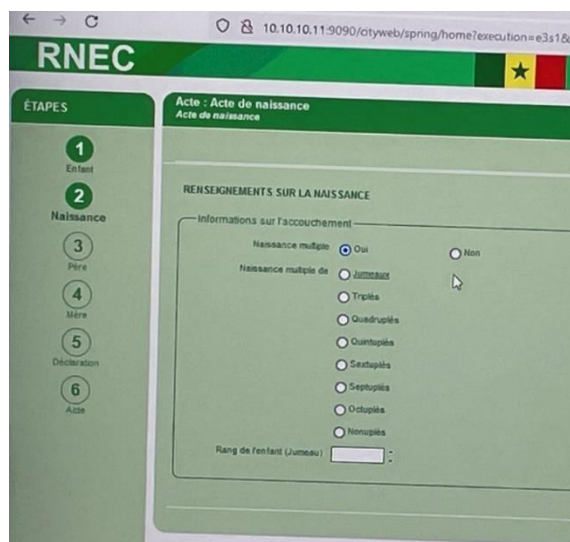 10.10.10.11:9090/cityweb/spring/home?execution=e3s1&
RNEC
ÉTAPES
1
Enfant
2
Naissance
3
Père
4
Mère
5
Déclaration
6
Acte
Acte : Acte de naissance
Acte de naissance
RENSEIGNEMENTS SUR LA NAISSANCE
Informations sur l'accouchement
Naissance multiple Oui Non
Naissance multiple de Jumeaux
Triplés
Quadruplés
Quintuplés
Sextuplés
Septuplés
Octuplés
Nonuplés
Rang de l'enfant (Jumeau) :